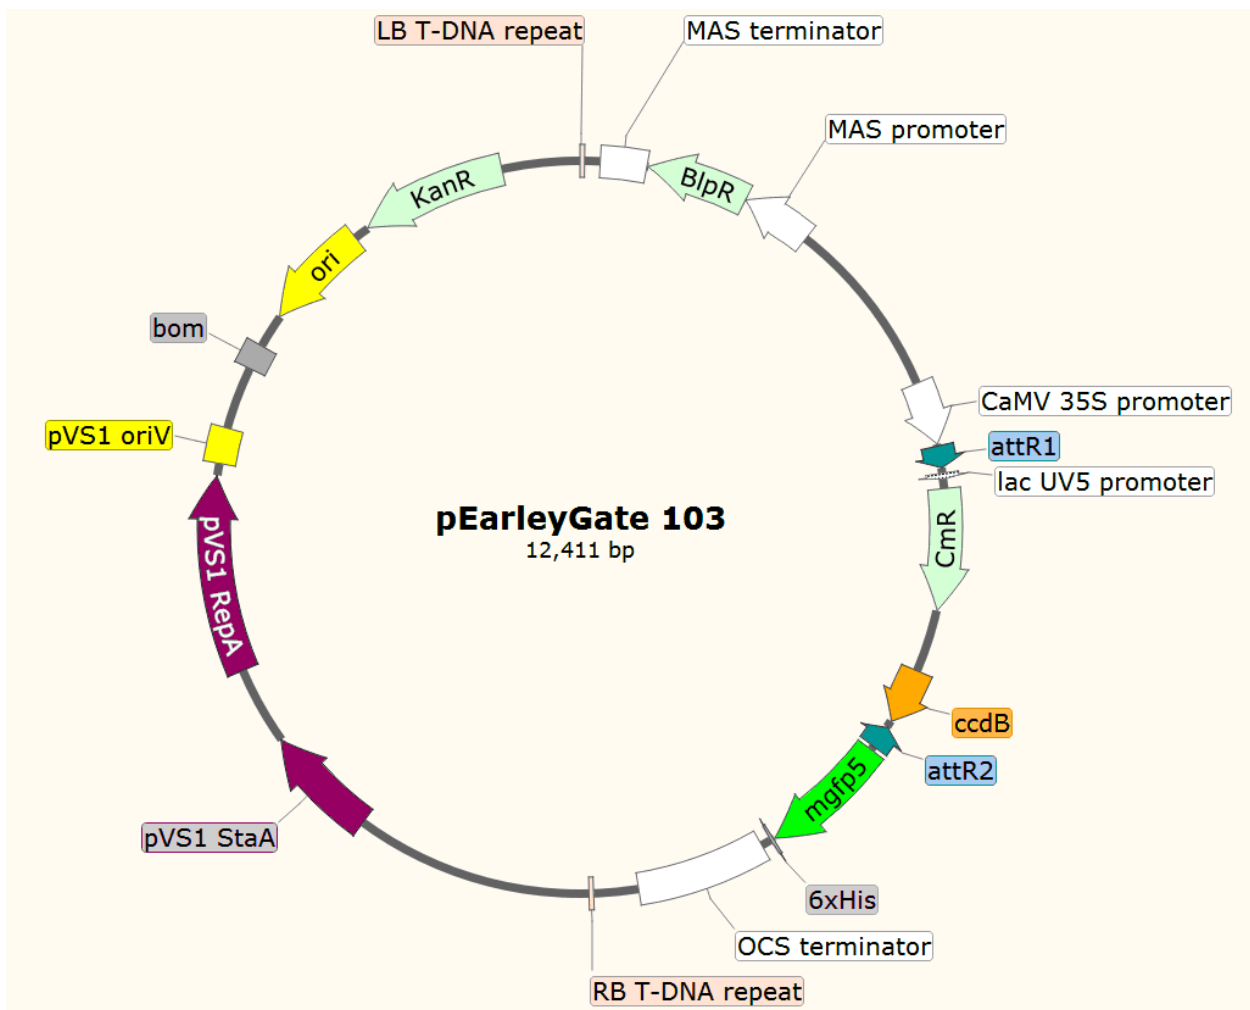 LB T-DNA repeat
MAS terminator
MAS promoter
KanR
BlpR
ori
bom
CaMV 35S promoter
pVS1 oriV
attR1
lac UV5 promoter
pEarleyGate 103
12,411 bp
CmR
pVS1 RepA
ccdB
attR2
mgfp5
pVS1 StaA
6xHis
OCS terminator
RB T-DNA repeat